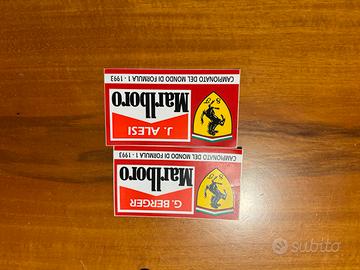 CAMPIONATO DEL MONDO DI FORMULA 1 - 1993
Marlboro
J. ALESI
CAMPIONATO DEL MONDO DI FORMULA 1 - 1993
Marlboro
G. BERGER
subito